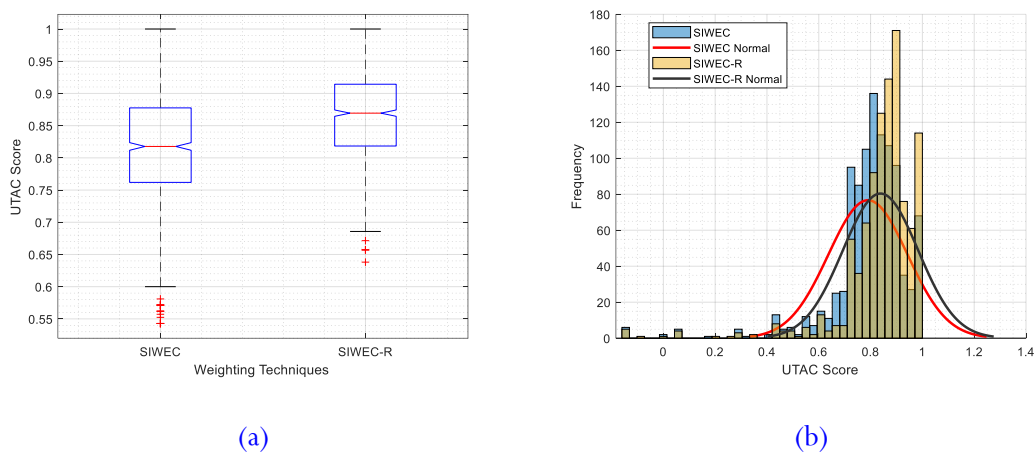 1
0.95
0.9
0.85
0.8
0.75
0.7
0.65
0.6
0.55
UTAC Score
SIWEC
SIWEC-R
Weighting Techniques
(a)
180
160
140
120
100
80
60
40
20
0
Frequency
SIWEC
SIWEC Normal
SIWEC-R
SIWEC-R Normal
0
0.2
0.4
0.6
0.8
1
1.2
1.4
UTAC Score
(b)